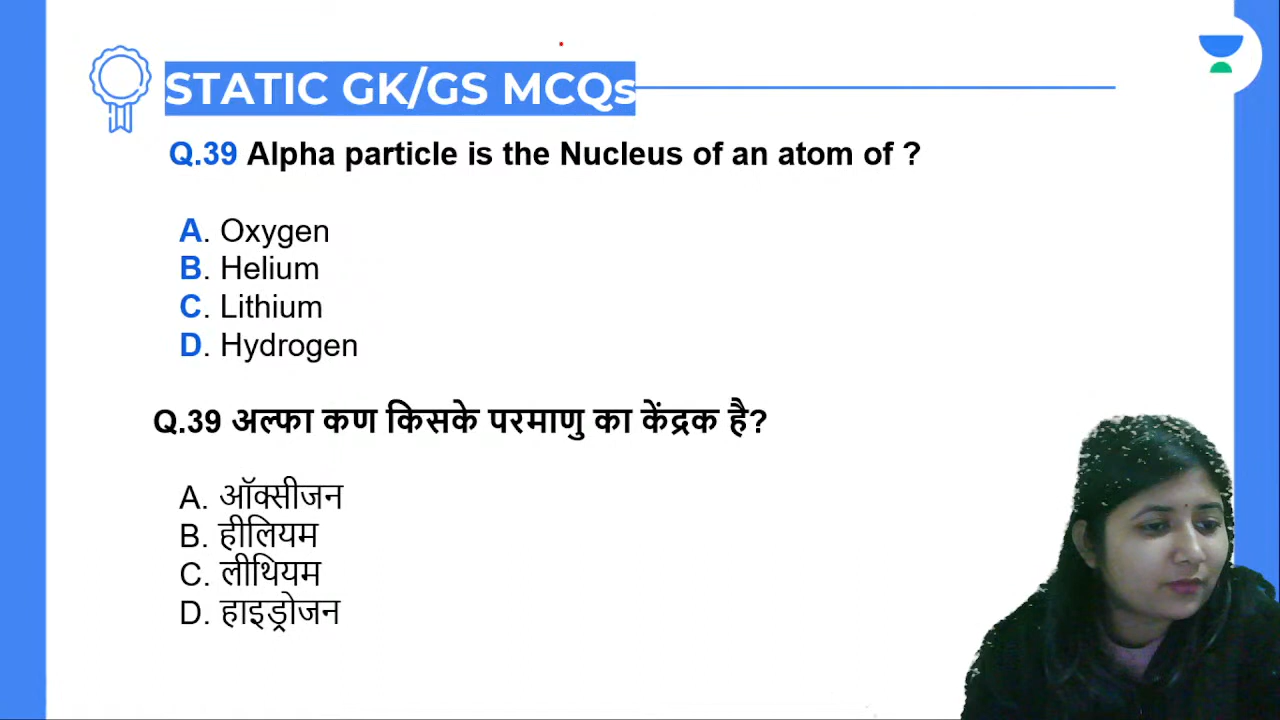 STATIC GK/GS MCQs
Q.39 Alpha particle is the Nucleus of an atom of ?
A. Oxygen
B. Helium
C. Lithium
D. Hydrogen
Q.39 अल्फा कण किसके परमाणु का केंद्रक है?
A. ऑक्सीजन
B. हीलियम
C. लीथियम
D. हाइड्रोजन